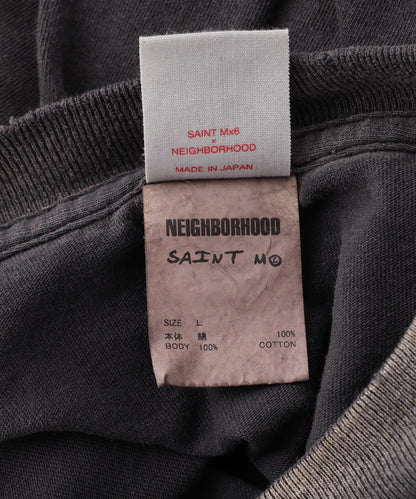 SAINT Mx6
×
NEIGHBORHOOD
MADE IN JAPAN
NEIGHBORHOOD
SAINT M©
SIZE L
本体 綿 100%
BODY 100% COTTON